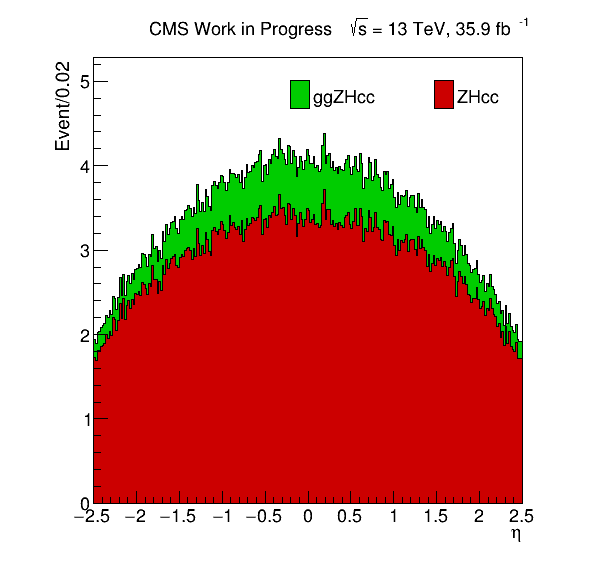 CMS Work in Progress √s = 13 TeV, 35.9 fb -1
Event/0.02
ggZHcc
ZHcc
5
4
3
2
1
0
−2.5 −2 −1.5 −1 −0.5 0 0.5 1 1.5 2 2.5
η